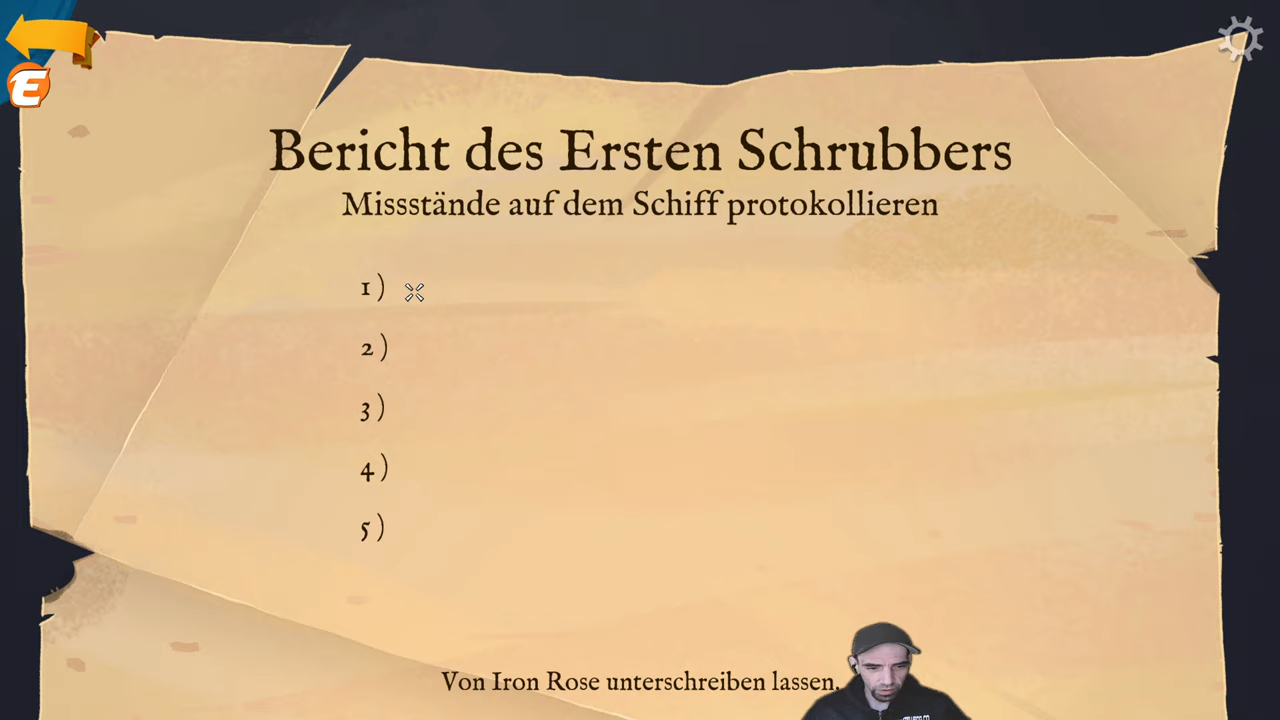 E
Bericht des Ersten Schrubbers
Missstände auf dem Schiff protokollieren
1)
2)
3)
4)
5)
Von Iron Rose unterschreiben lassen.